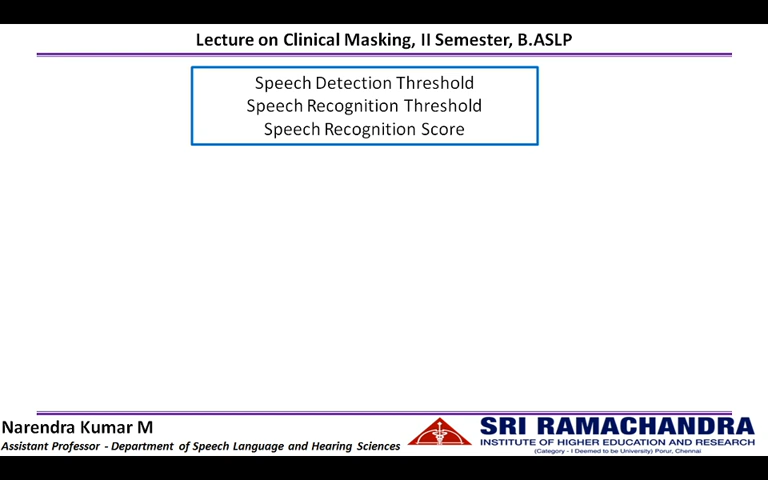 Lecture on Clinical Masking, II Semester, B.ASLP
Speech Detection Threshold
Speech Recognition Threshold
Speech Recognition Score
Narendra Kumar M
Assistant Professor - Department of Speech Language and Hearing Sciences
SRI RAMACHANDRA
INSTITUTE OF HIGHER EDUCATION AND RESEARCH
(Category - I Deemed to be University) Porur, Chennai